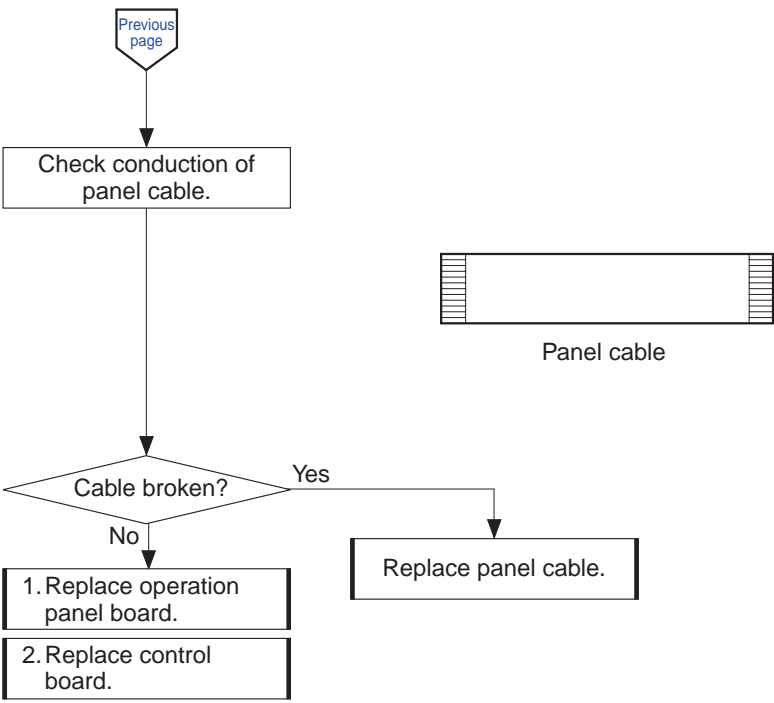 Previous
page
Check conduction of
panel cable.
Panel cable
Cable broken?
Yes
No
1. Replace operation
panel board.
Replace panel cable.
2. Replace control
board.